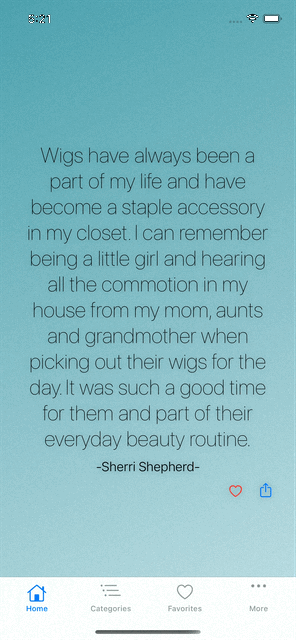 5:21
Wigs have always been a
part of my life and have
become a staple accessory
in my closet. I can remember
being a little girl and hearing
all the commotion in my
house from my mom, aunts
and grandmother when
picking out their wigs for the
day. It was such a good time
for them and part of their
everyday beauty routine.
-Sherri Shepherd-
Home Categories Favorites More